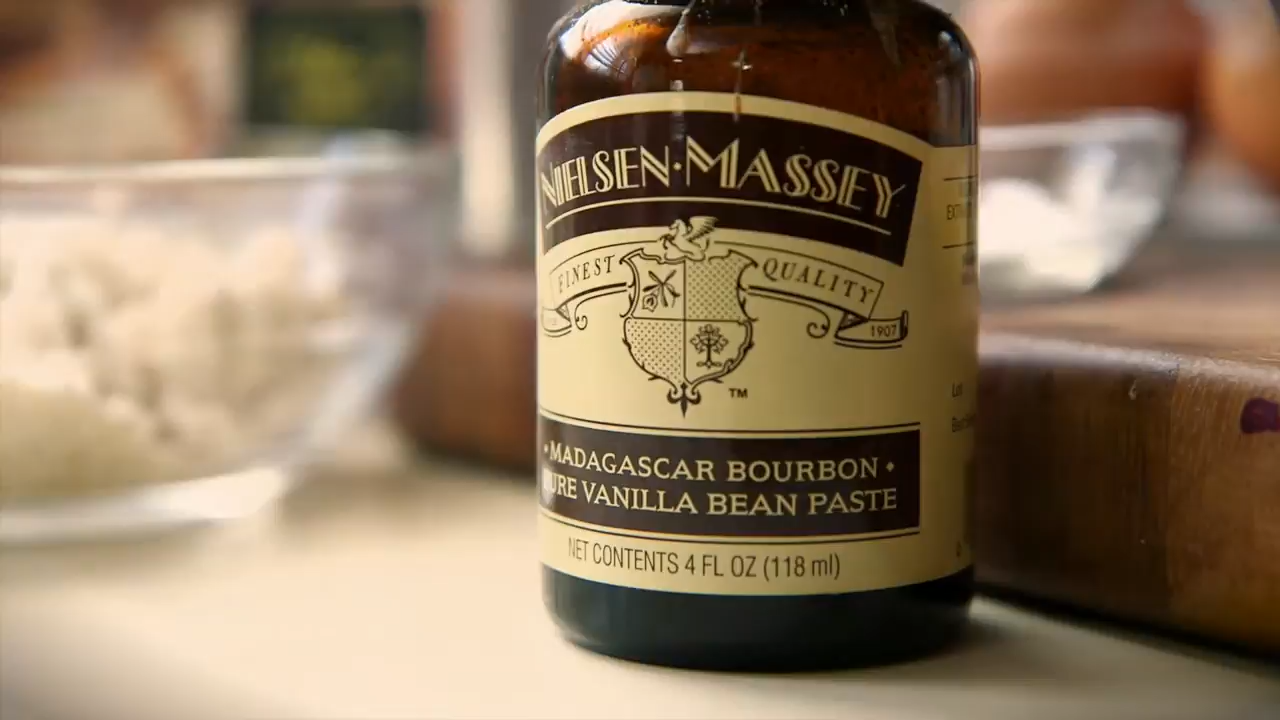 NIELSEN·MASSEY
FINEST QUALITY
1907
TM
•MADAGASCAR BOURBON•
PURE VANILLA BEAN PASTE
NET CONTENTS 4 FL OZ (118 ml)